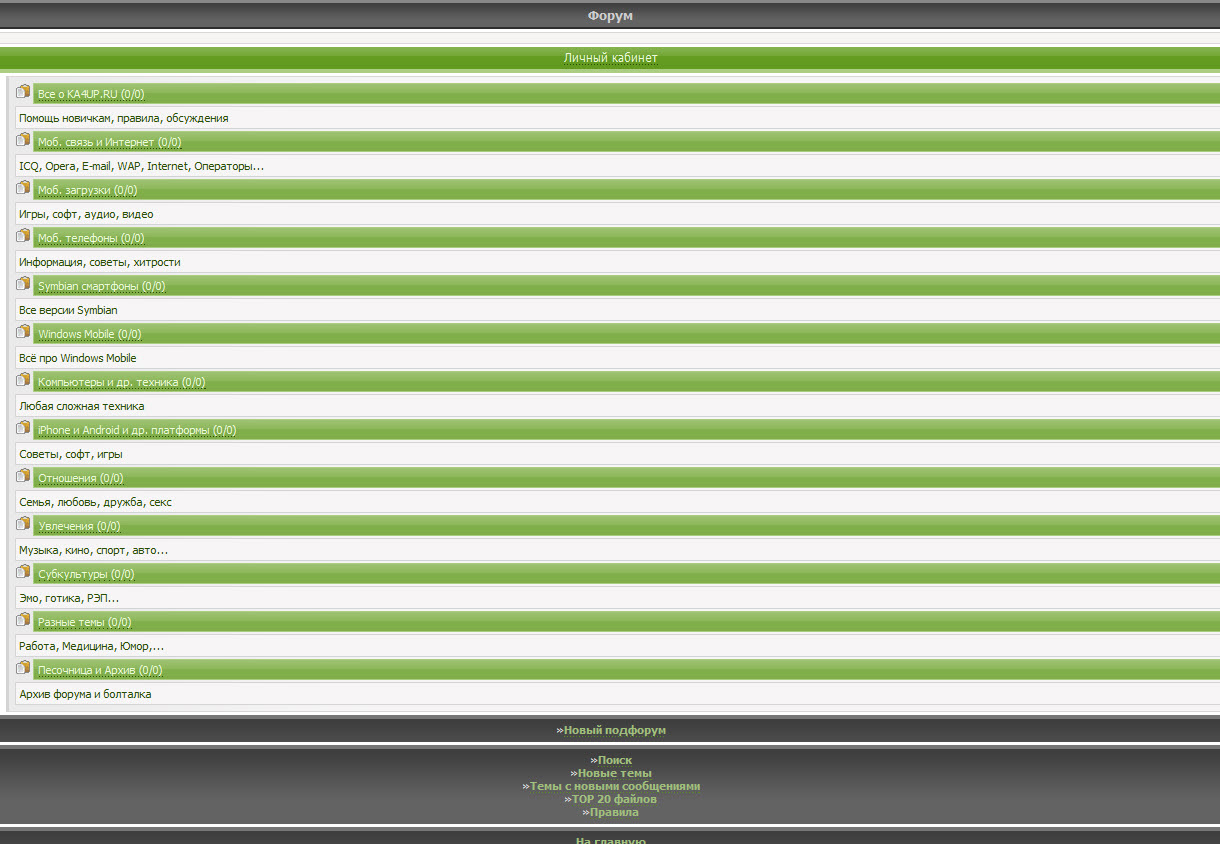 Форум
Личный кабинет
Все о KA4UP.RU (0/0)
Помощь новичкам, правила, обсуждения
Моб. связь и Интернет (0/0)
ICQ, Opera, E-mail, WAP, Internet, Операторы...
Моб. загрузки (0/0)
Игры, софт, аудио, видео
Моб. телефоны (0/0)
Информация, советы, хитрости
Symbian смартфоны (0/0)
Все версии Symbian
Windows Mobile (0/0)
Всё про Windows Mobile
Компьютеры и др. техника (0/0)
Любая сложная техника
iPhone и Android и др. платформы (0/0)
Советы, софт, игры
Отношения (0/0)
Семья, любовь, дружба, секс
Увлечения (0/0)
Музыка, кино, спорт, авто...
Субкультуры (0/0)
Эмо, готика, РЭП...
Разные темы (0/0)
Работа, Медицина, Юмор,...
Песочница и Архив (0/0)
Архив форума и болталка
»Новый подфорум
»Поиск
»Новые темы
»Темы с новыми сообщениями
»TOP 20 файлов
»Правила
На главную